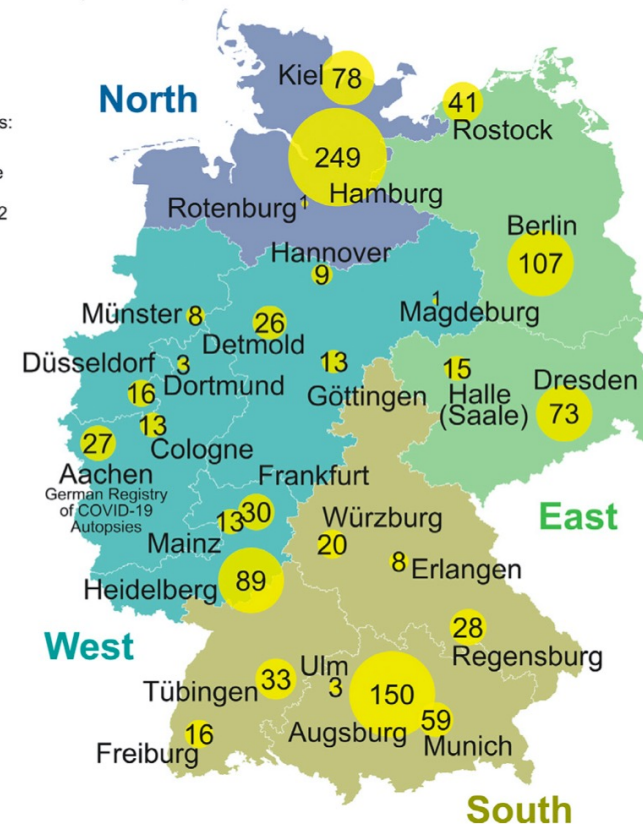 Kiel 78
North
41
s:
Rostock
e
249
Hamburg
2
Rotenburg 1
Berlin
Hannover
107
9
1
Münster 8
Magdeburg
26
Detmold
Düsseldorf
3
13
15
Dresden
16
Dortmund
Göttingen
Halle
(Saale)
73
13
27
Cologne
Aachen
German Registry
of COVID-19
Autopsies
Frankfurt
30
13
Mainz
Würzburg
20
East
8 Erlangen
Heidelberg 89
28
Regensburg
West
Ulm
Tübingen 33
3
150
59
Augsburg
Munich
16
Freiburg
South